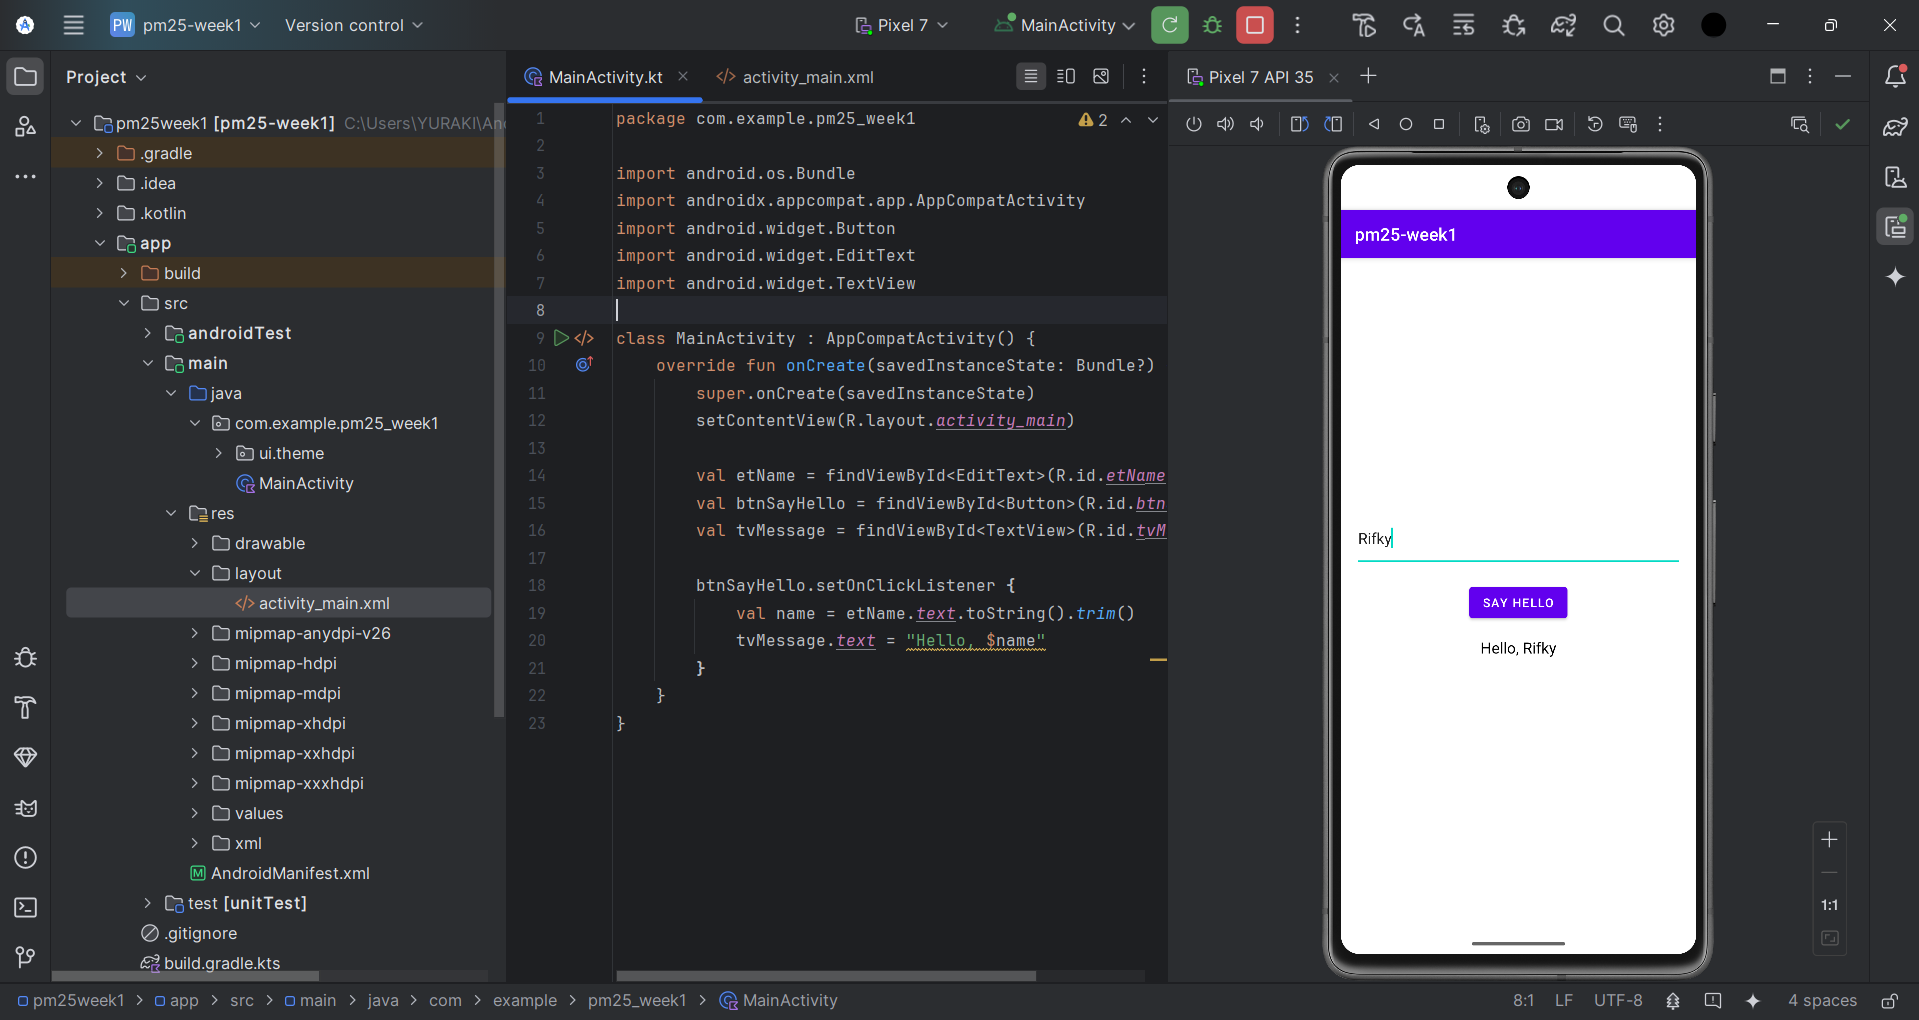 PW pm25-week1 Version control Pixel 7 MainActivity
Project
pm25week1 [pm25-week1] C:\Users\YURAKI\An
.gradle
.idea
.kotlin
app
build
src
androidTest
main
java
com.example.pm25_week1
ui.theme
MainActivity
res
drawable
layout
activity_main.xml
mipmap-anydpi-v26
mipmap-hdpi
mipmap-mdpi
mipmap-xhdpi
mipmap-xxhdpi
mipmap-xxxhdpi
values
xml
AndroidManifest.xml
test [unitTest]
.gitignore
build.gradle.kts
MainActivity.kt activity_main.xml
2
1 package com.example.pm25_week1
2
3 import android.os.Bundle
4 import androidx.appcompat.app.AppCompatActivity
5 import android.widget.Button
6 import android.widget.EditText
7 import android.widget.TextView
8
9 class MainActivity : AppCompatActivity() {
10 override fun onCreate(savedInstanceState: Bundle?)
11 super.onCreate(savedInstanceState)
12 setContentView(R.layout.activity_main)
13
14 val etName = findViewById<EditText>(R.id.etName
15 val btnSayHello = findViewById<Button>(R.id.btn
16 val tvMessage = findViewById<TextView>(R.id.tvM
17
18 btnSayHello.setOnClickListener {
19 val name = etName.text.toString().trim()
20 tvMessage.text = "Hello, $name"
21 }
22 }
23 }
Pixel 7 API 35
pm25-week1
Rifky
SAY HELLO
Hello, Rifky
1:1
pm25week1 > app > src > main > java > com > example > pm25_week1 > MainActivity
8:1 LF UTF-8 4 spaces